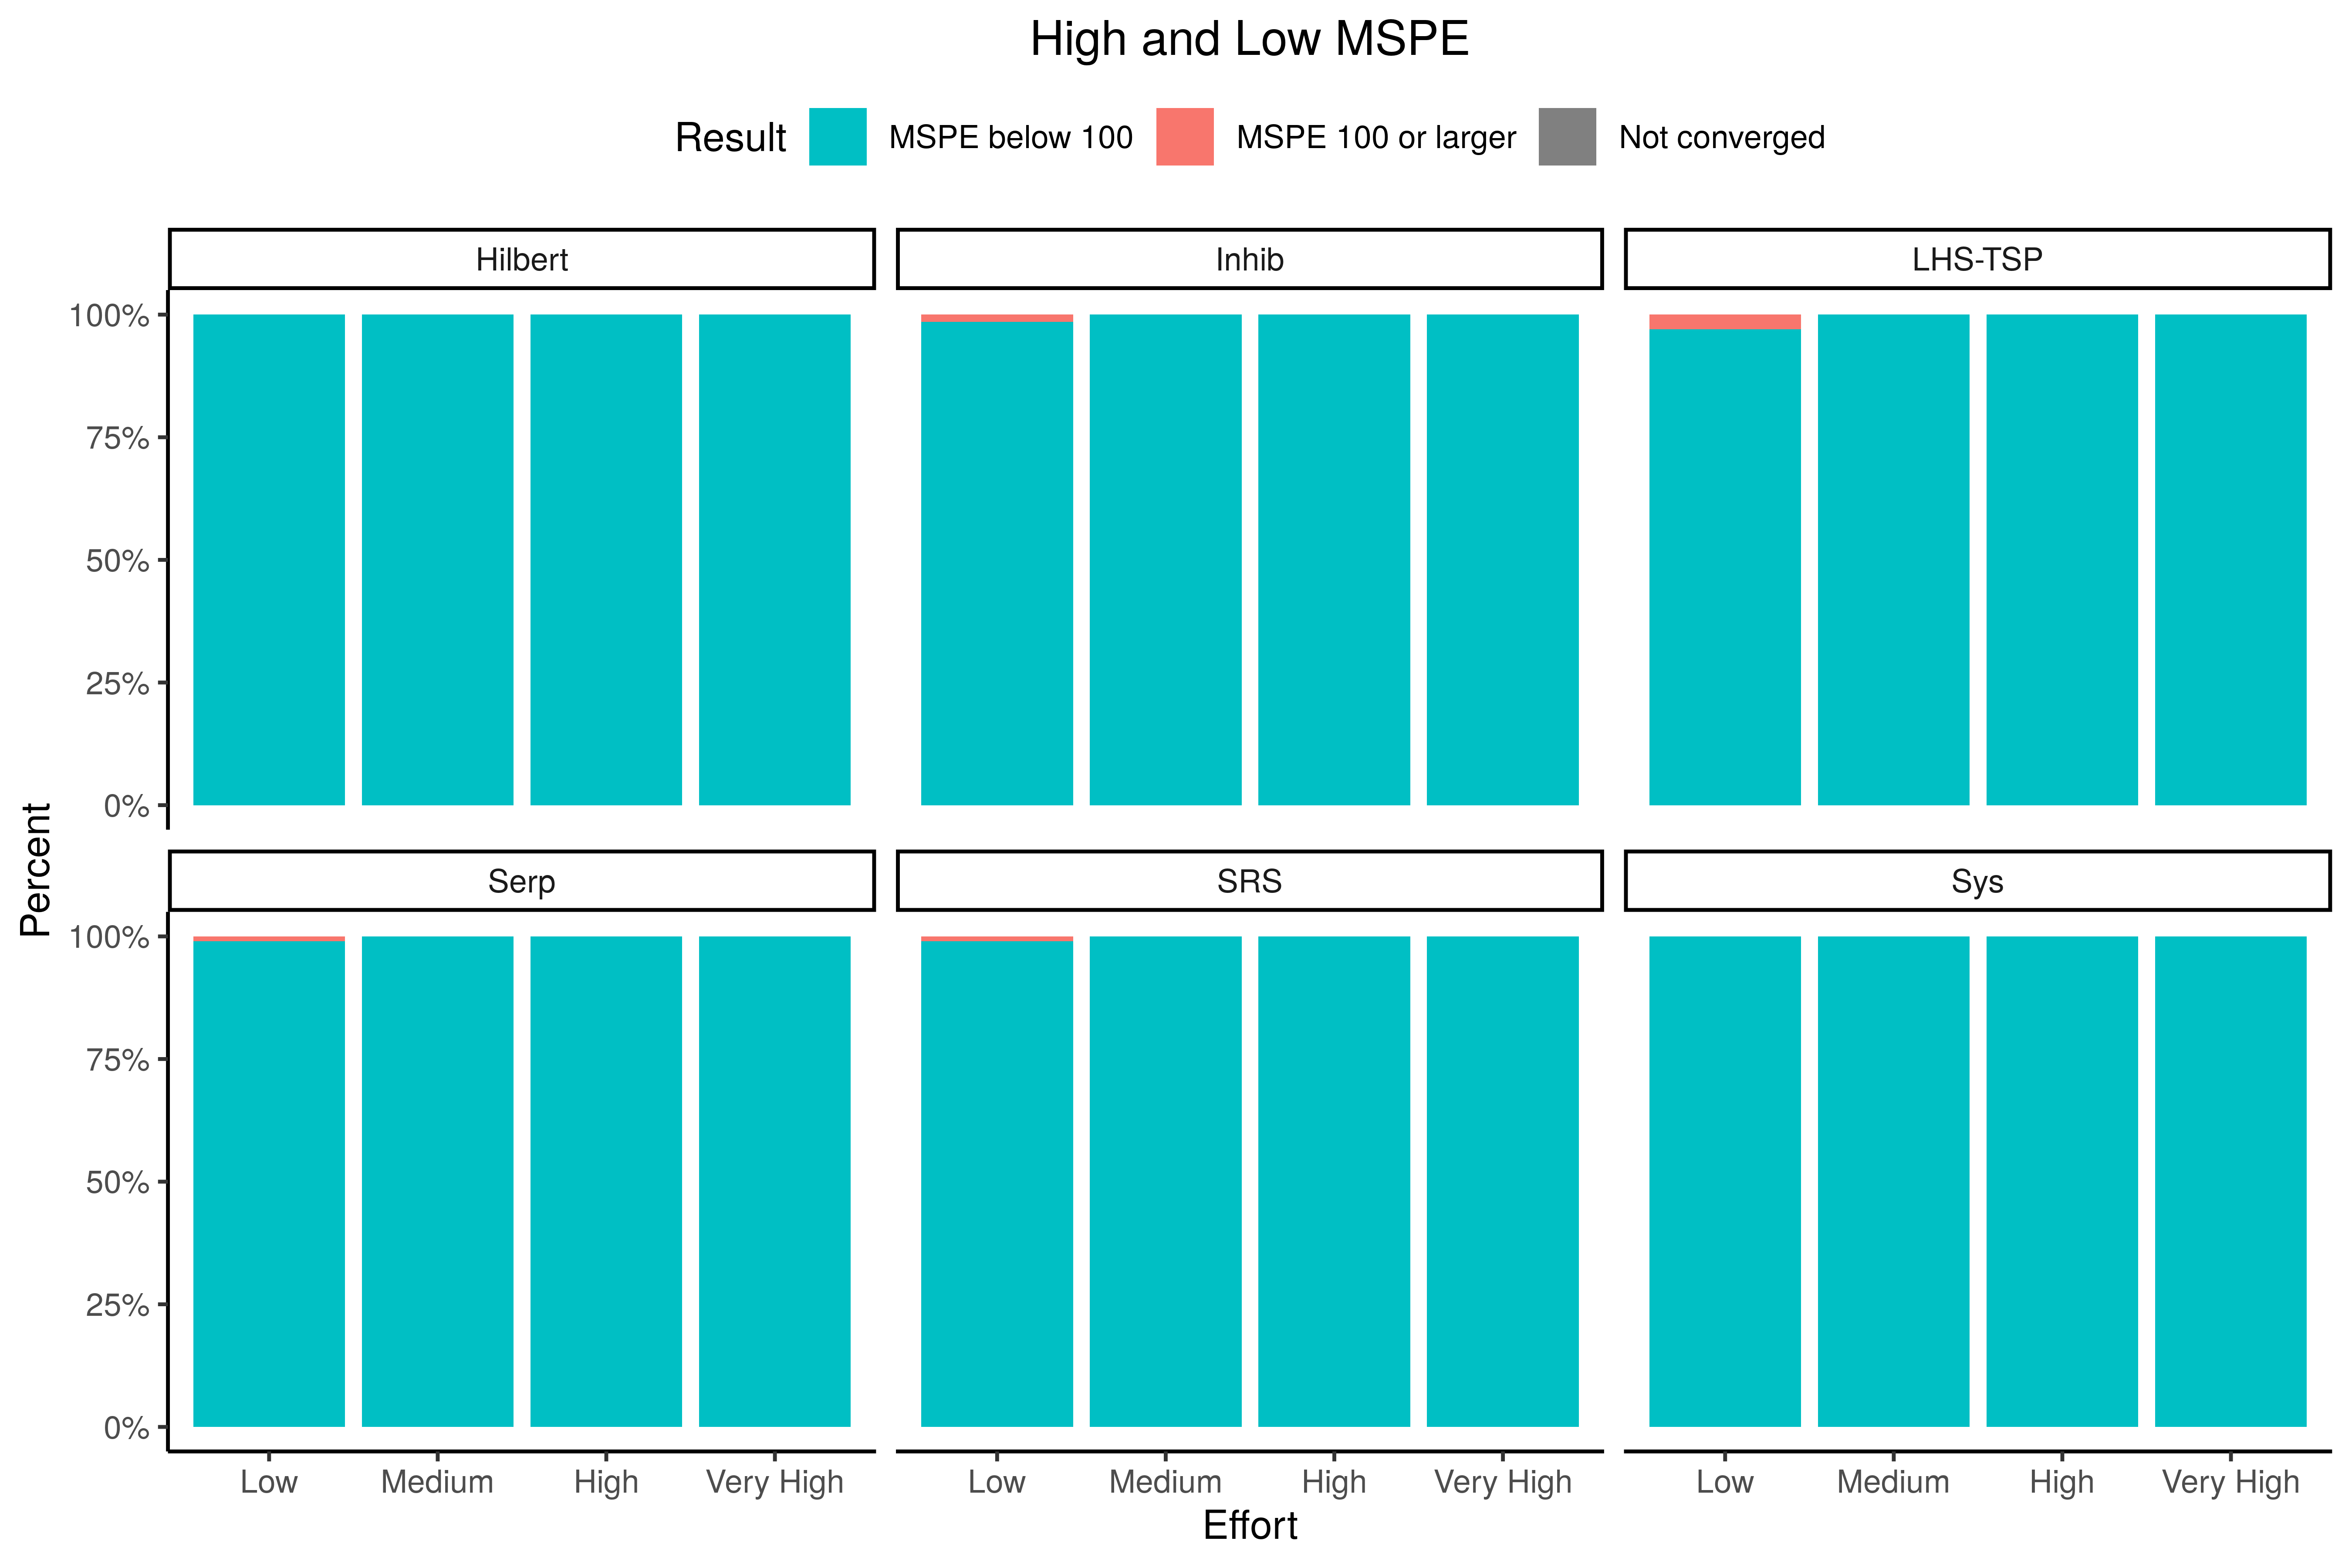 High and Low MSPE
Result MSPE below 100 MSPE 100 or larger Not converged
Hilbert Inhib LHS-TSP
100%
75%
50%
25%
0%
Percent
Serp SRS Sys
100%
75%
50%
25%
0%
Low Medium High Very High Low Medium High Very High Low Medium High Very High
Effort